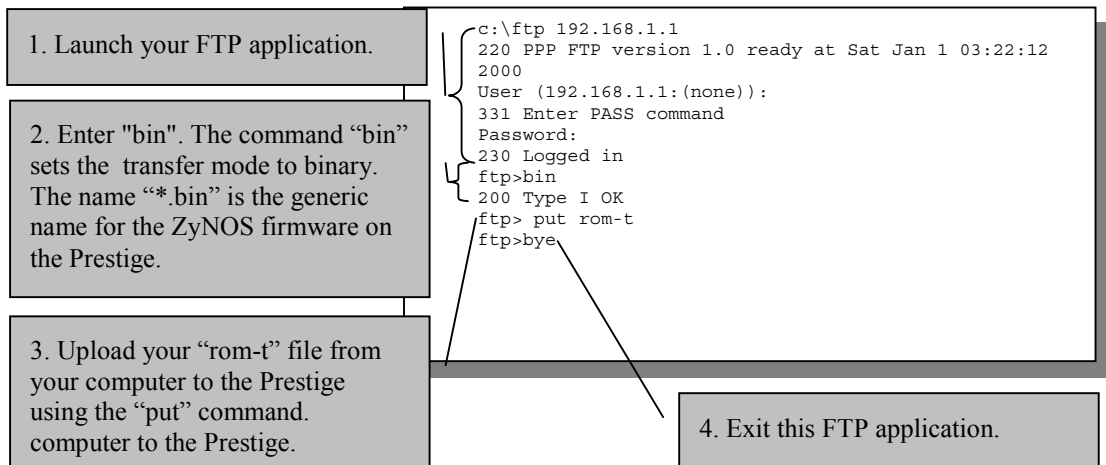 1. Launch your FTP application.
2. Enter "bin". The command “bin”
sets the transfer mode to binary.
The name “*.bin” is the generic
name for the ZyNOS firmware on
the Prestige.
3. Upload your “rom-t” file from
your computer to the Prestige
using the “put” command.
computer to the Prestige.
c:\ftp 192.168.1.1
220 PPP FTP version 1.0 ready at Sat Jan 1 03:22:12
2000
User (192.168.1.1:(none)):
331 Enter PASS command
Password:
230 Logged in
ftp>bin
200 Type I OK
ftp> put rom-t
ftp>bye
4. Exit this FTP application.